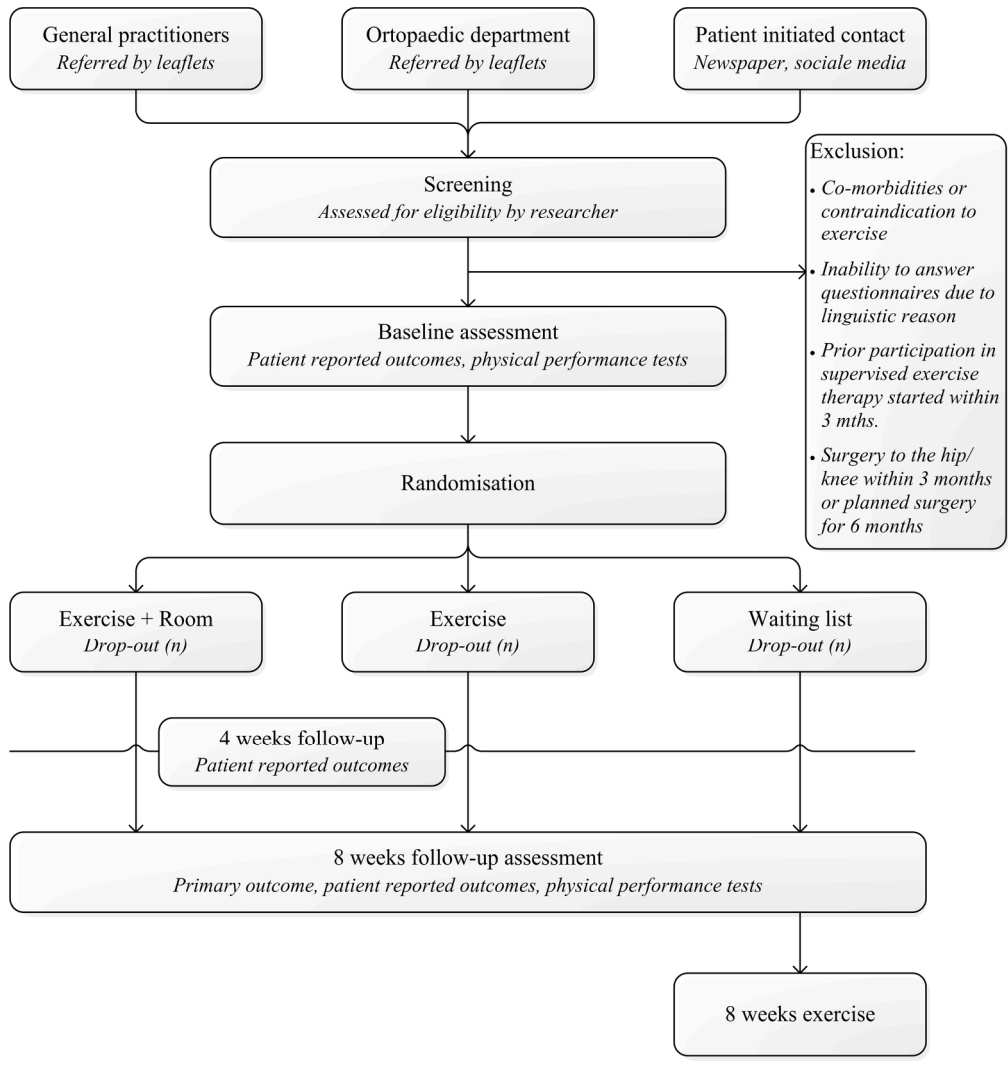 General practitioners
Referred by leaflets
Ortopaedic department
Referred by leaflets
Patient initiated contact
Newspaper, sociale media
Screening
Assessed for eligibility by researcher
Exclusion:
• Co-morbidities or
contraindication to
exercise
• Inability to answer
questionnaires due to
linguistic reason
• Prior participation in
supervised exercise
therapy started within
3 mths.
• Surgery to the hip/
knee within 3 months
or planned surgery
for 6 months
Baseline assessment
Patient reported outcomes, physical performance tests
Randomisation
Exercise + Room
Drop-out (n)
Exercise
Drop-out (n)
Waiting list
Drop-out (n)
4 weeks follow-up
Patient reported outcomes
8 weeks follow-up assessment
Primary outcome, patient reported outcomes, physical performance tests
8 weeks exercise